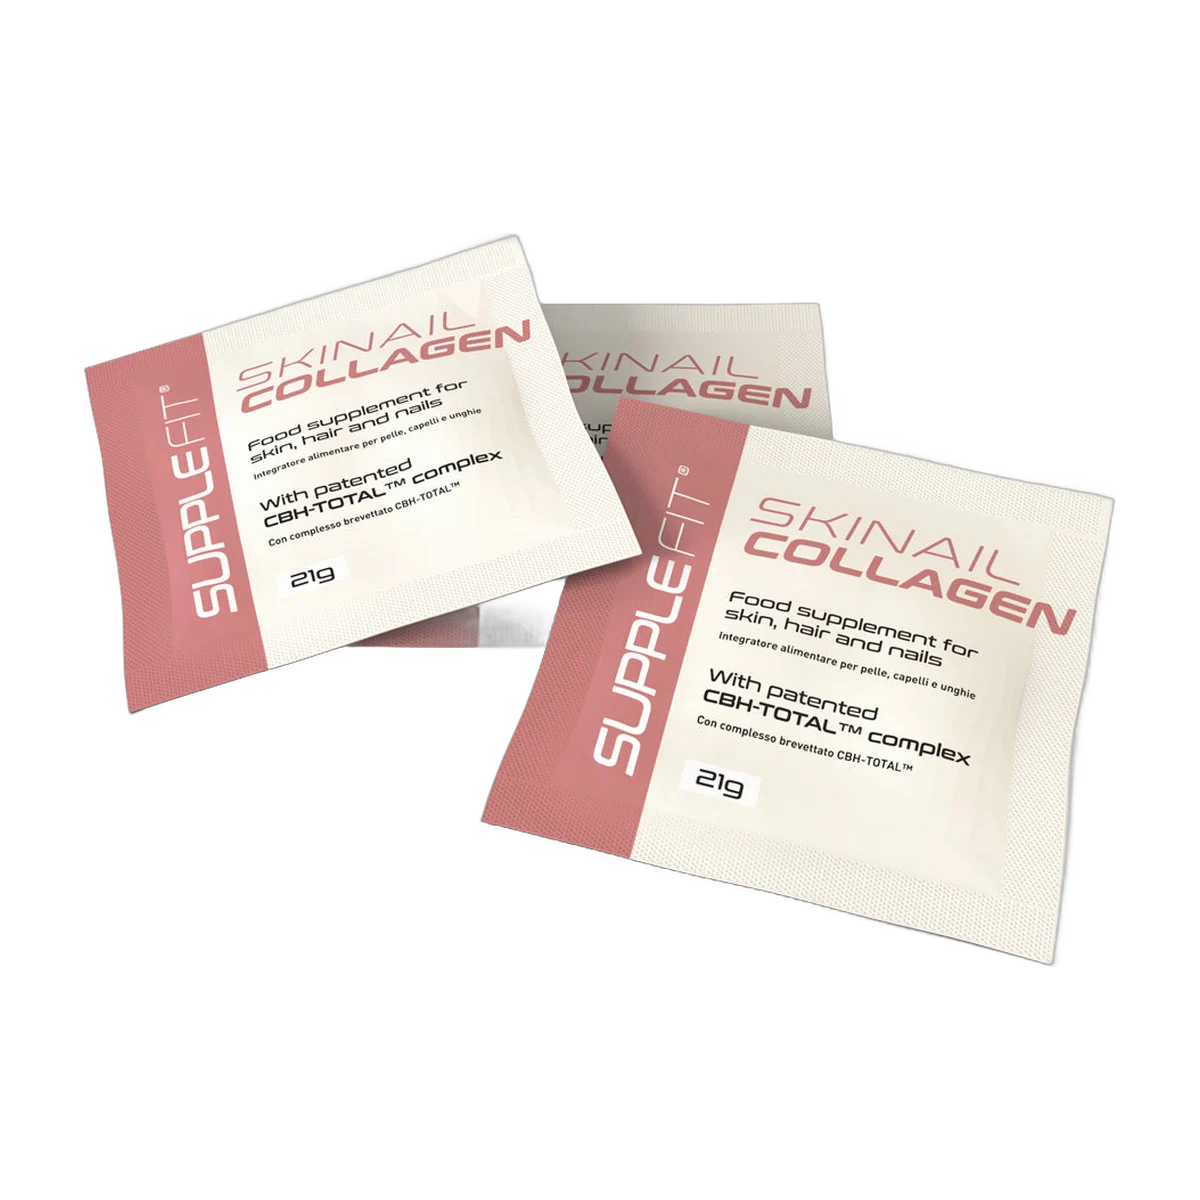 SUPPLEFIT®
SKINAIL
COLLAGEN
Food supplement for
skin, hair and nails
Integratore alimentare per pelle, capelli e unghie
With patented
CBH-TOTAL™ complex
Con complesso brevettato CBH-TOTAL™
21g
KINAIL
COLLAGEN
SUPPLEFIT®
SKINAIL
COLLAGEN
Food supplement for
skin, hair and nails
Integratore alimentare per pelle, capelli e unghie
With patented
CBH-TOTAL™ complex
Con complesso brevettato CBH-TOTAL™
21g